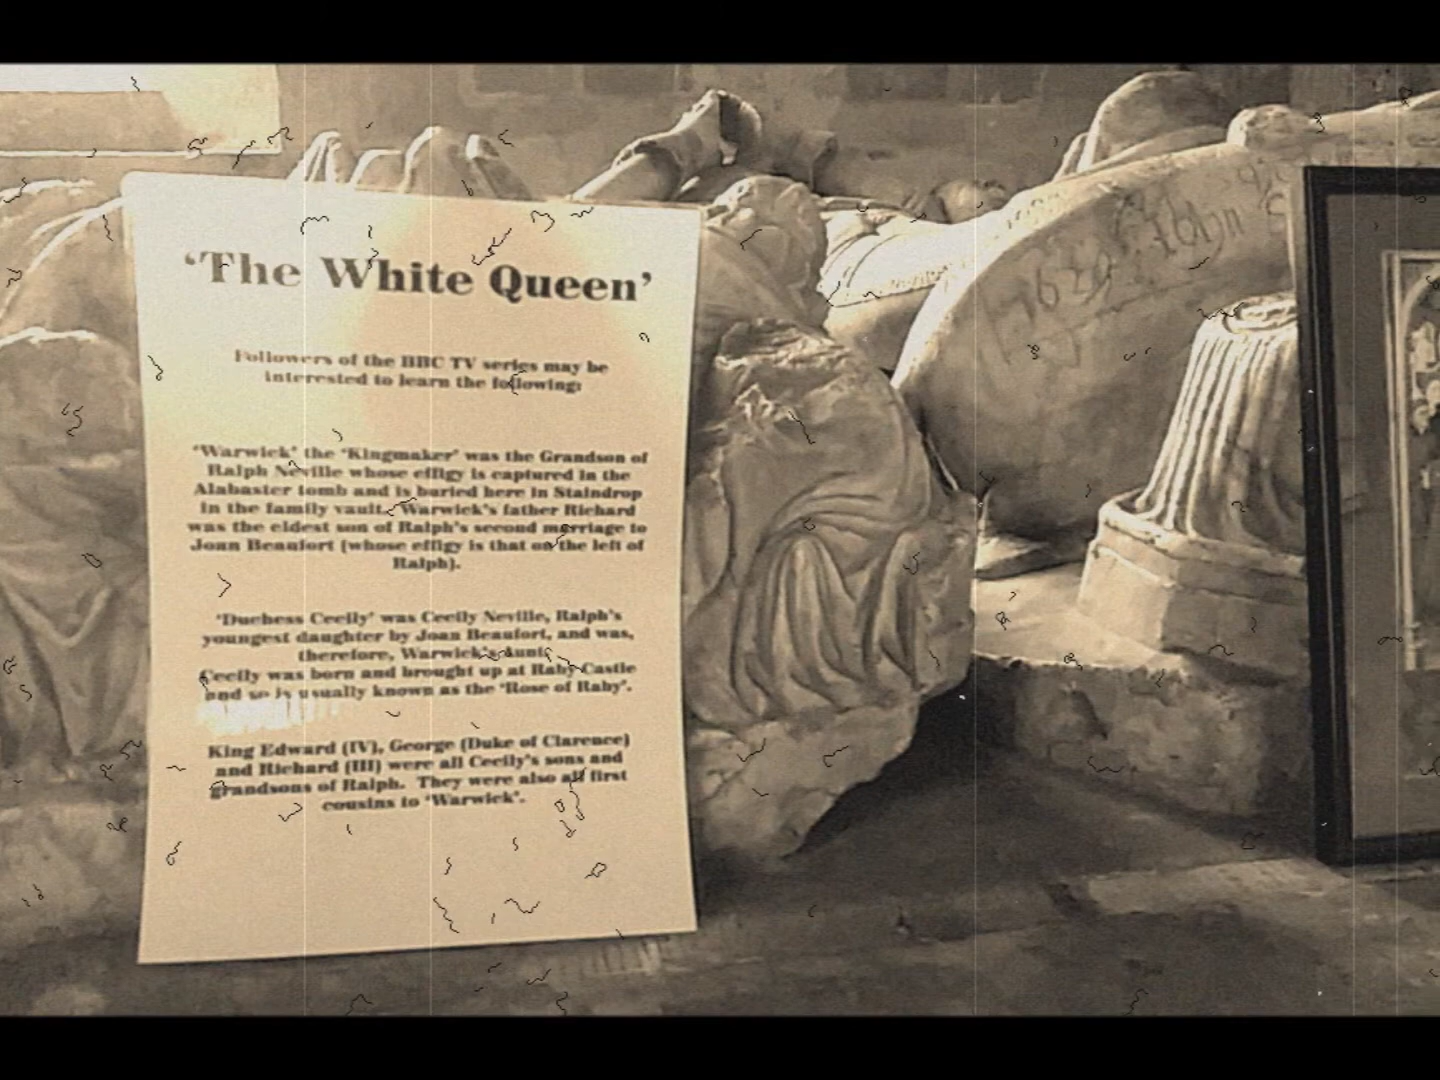 ‘The White Queen’
Followers of the BBC TV series may be
interested to learn the following:
‘Warwick’ the ‘Kingmaker’ was the Grandson of
Ralph Neville whose effigy is captured in the
Alabaster tomb and is buried here in Staindrop
in the family vault. Warwick’s father Richard
was the eldest son of Ralph’s second marriage to
Joan Beaufort (whose effigy is that on the left of
Ralph).
‘Duchess Cecily’ was Cecily Neville, Ralph’s
youngest daughter by Joan Beaufort, and was,
therefore, Warwick’s Aunt.
Cecily was born and brought up at Raby Castle
and so is usually known as the ‘Rose of Raby’.
King Edward (IV), George (Duke of Clarence)
and Richard (III) were all Cecily’s sons and
grandsons of Ralph. They were also all first
cousins to ‘Warwick’.